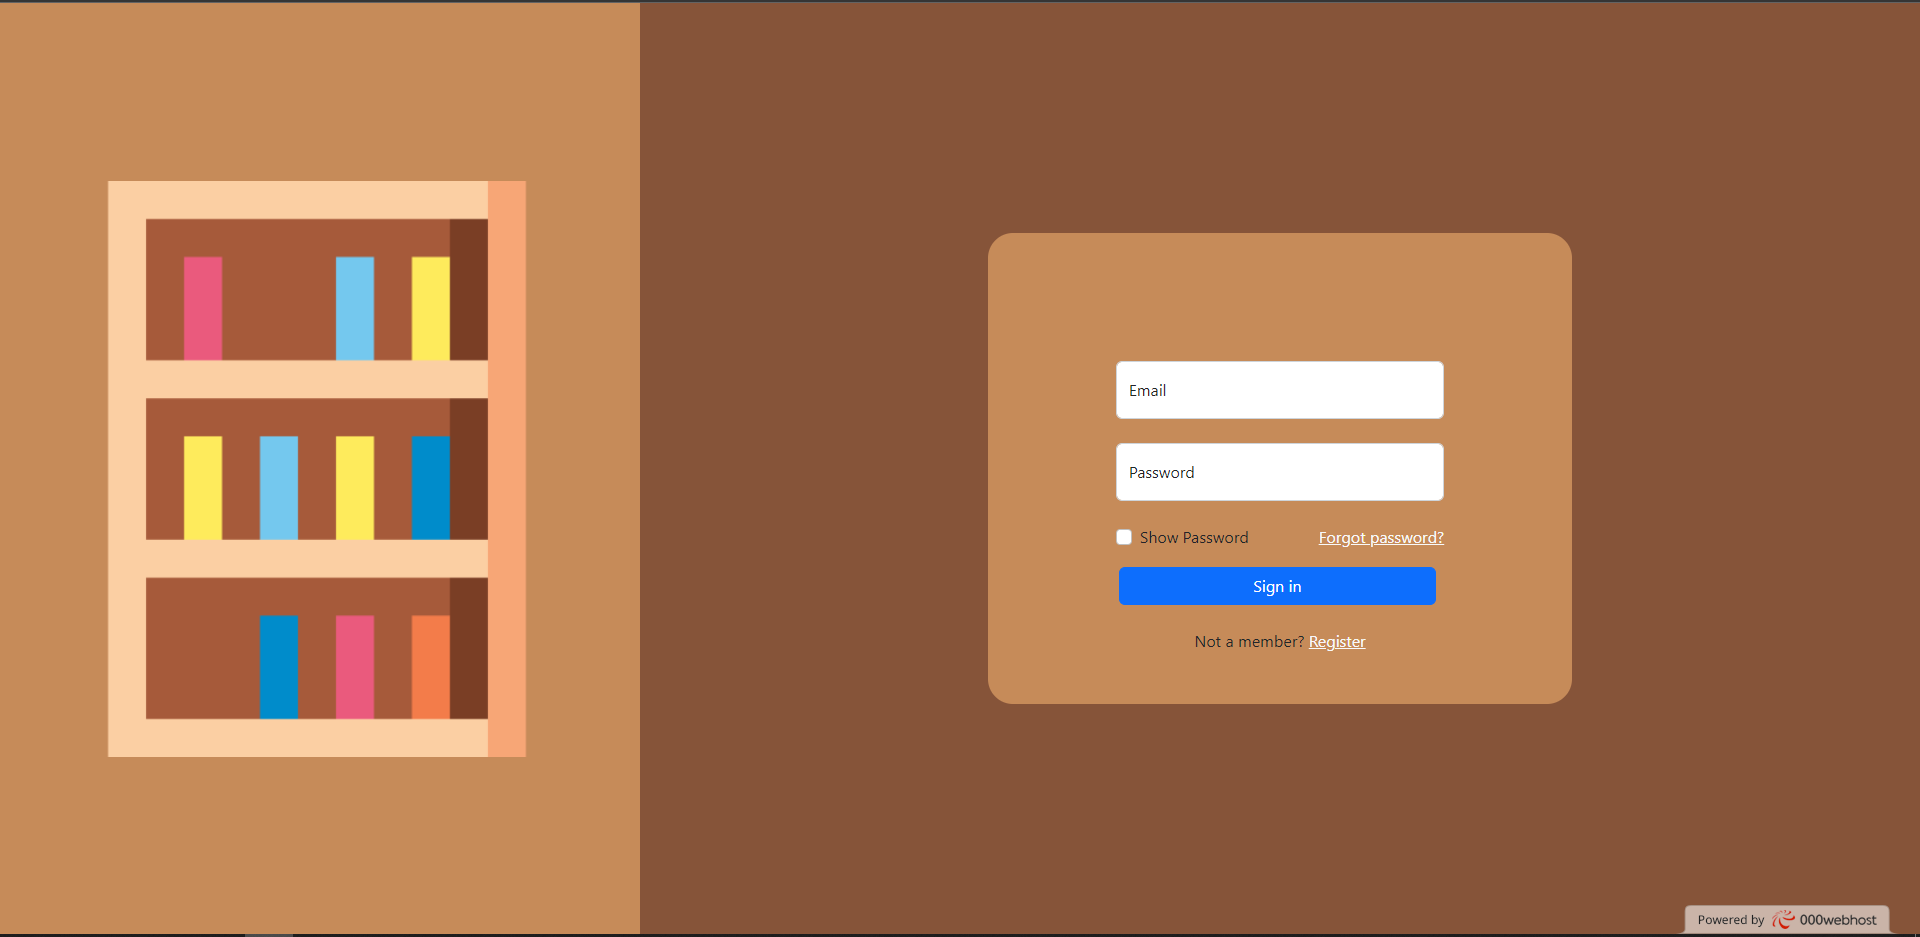 Email
Password
Show Password Forgot password?
Sign in
Not a member? Register
Powered by 000webhost